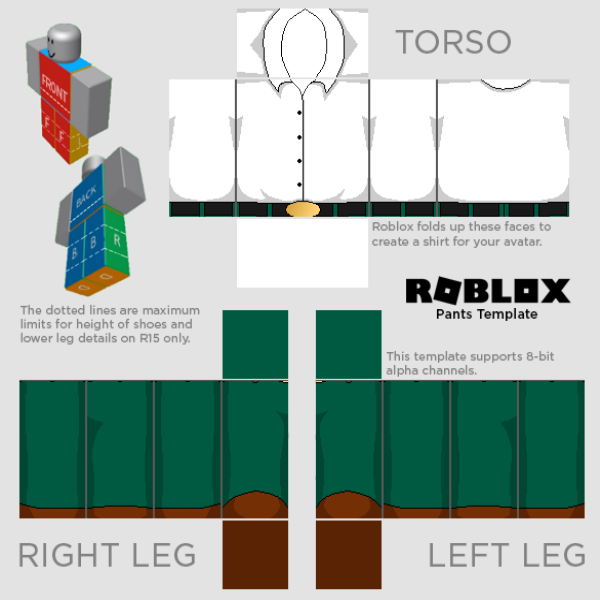 TORSO
FRONT
F F L
BACK
B B R
Roblox folds up these faces to
create a shirt for your avatar.
ROBLOX
Pants Template
The dotted lines are maximum
limits for height of shoes and
lower leg details on R15 only.
This template supports 8-bit
alpha channels.
RIGHT LEG
LEFT LEG